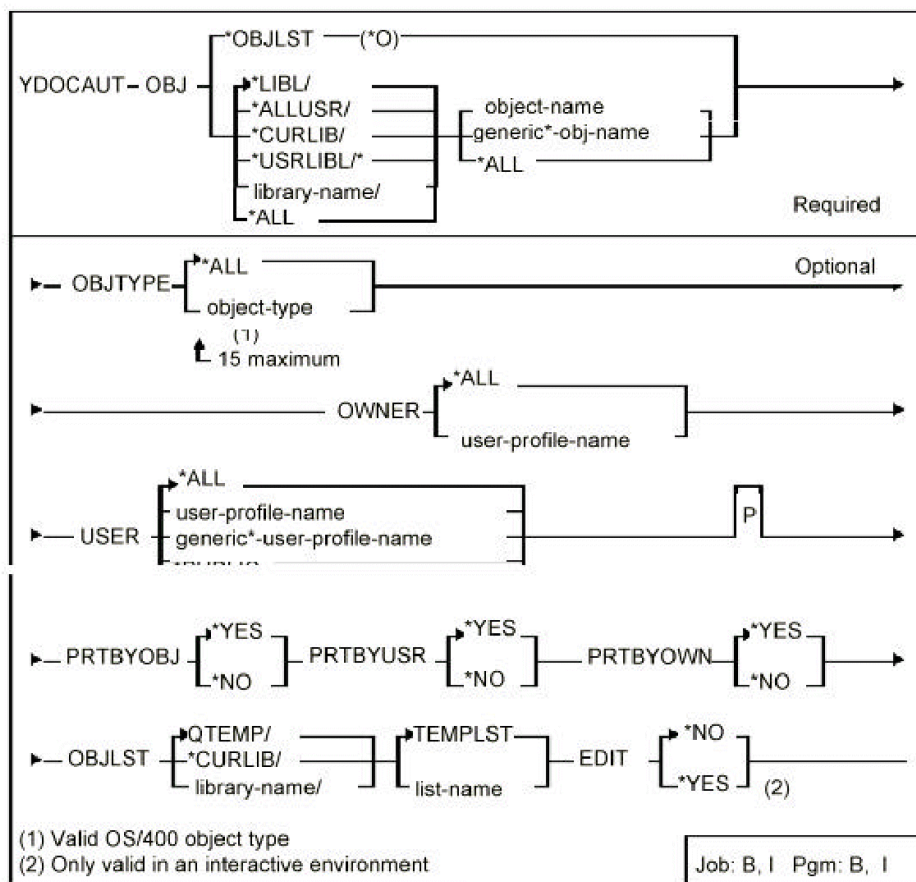 *OBJLST (*O)
YDOCAUT OBJ
*LIBL/
*ALLUSR/
*CURLIB/
*USRLIBL/*
library-name/
*ALL
object-name
generic*-obj-name
*ALL
Required
OBJTYPE
*ALL
object-type
(1)
15 maximum
Optional
OWNER
*ALL
user-profile-name
USER
*ALL
user-profile-name
generic*-user-profile-name
P
PRTBYOBJ
*YES
*NO
PRTBYUSR
*YES
*NO
PRTBYOWN
*YES
*NO
OBJLST
QTEMP/
*CURLIB/
library-name/
TEMPLST
list-name
EDIT
*NO
*YES (2)
(1) Valid OS/400 object type
(2) Only valid in an interactive environment
Job: B, I Pgm: B, I